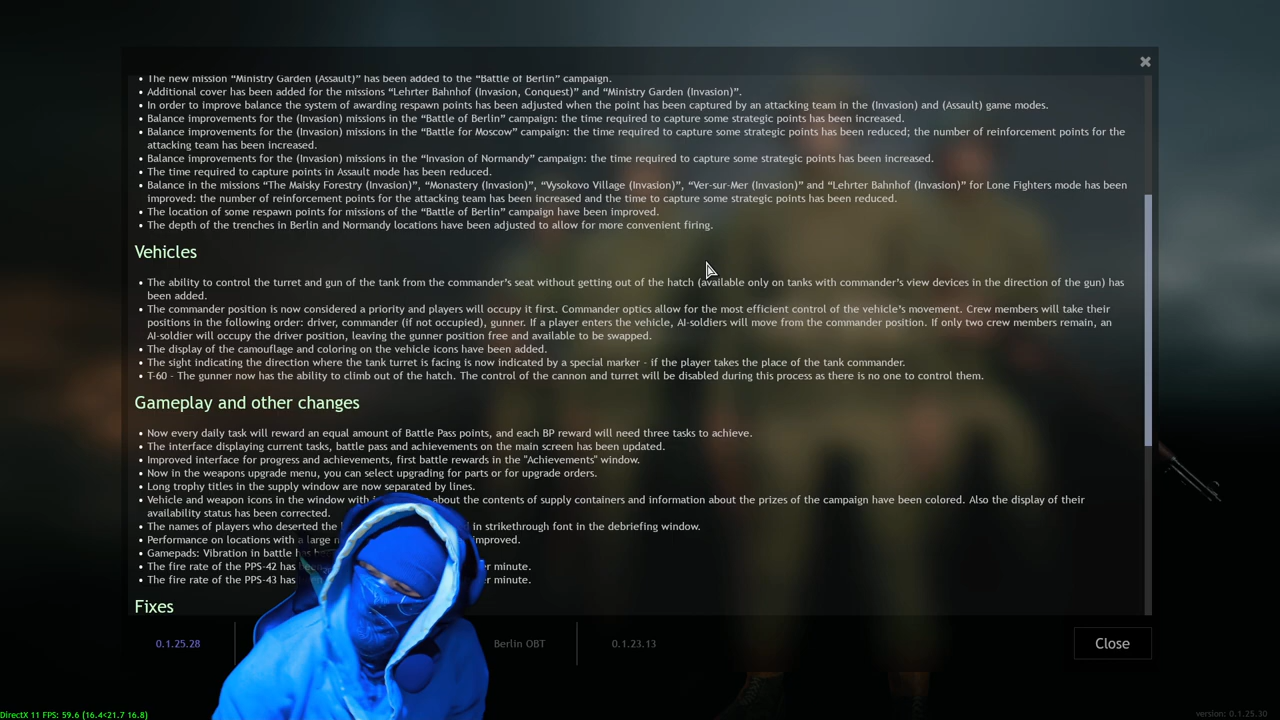 • The new mission “Ministry Garden (Assault)” has been added to the “Battle of Berlin” campaign.
• Additional cover has been added for the missions “Lehrter Bahnhof (Invasion, Conquest)” and “Ministry Garden (Invasion)”.
• In order to improve balance the system of awarding respawn points has been adjusted when the point has been captured by an attacking team in the (Invasion) and (Assault) game modes.
• Balance improvements for the (Invasion) missions in the “Battle of Berlin” campaign: the time required to capture some strategic points has been increased.
• Balance improvements for the (Invasion) missions in the “Battle for Moscow” campaign: the time required to capture some strategic points has been reduced; the number of reinforcement points for the
attacking team has been increased.
• Balance improvements for the (Invasion) missions in the “Invasion of Normandy” campaign: the time required to capture some strategic points has been increased.
• The time required to capture points in Assault mode has been reduced.
• Balance in the missions “The Maisky Forestry (Invasion)”, “Monastery (Invasion)”, “Vysokovo Village (Invasion)”, “Ver-sur-Mer (Invasion)” and “Lehrter Bahnhof (Invasion)” for Lone Fighters mode has been
improved: the number of reinforcement points for the attacking team has been increased and the time to capture some strategic points has been reduced.
• The location of some respawn points for missions of the “Battle of Berlin” campaign have been improved.
• The depth of the trenches in Berlin and Normandy locations have been adjusted to allow for more convenient firing.
Vehicles
• The ability to control the turret and gun of the tank from the commander’s seat without getting out of the hatch (available only on tanks with commander’s view devices in the direction of the gun) has
been added.
• The commander position is now considered a priority and players will occupy it first. Commander optics allow for the most efficient control of the vehicle’s movement. Crew members will take their
positions in the following order: driver, commander (if not occupied), gunner. If a player enters the vehicle, AI-soldiers will move from the commander position. If only two crew members remain, an
AI-soldier will occupy the driver position, leaving the gunner position free and available to be swapped.
• The display of the camouflage and coloring on the vehicle icons have been added.
• The sight indicating the direction where the tank turret is facing is now indicated by a special marker - if the player takes the place of the tank commander.
• T-60 - The gunner now has the ability to climb out of the hatch. The control of the cannon and turret will be disabled during this process as there is no one to control them.
Gameplay and other changes
• Now every daily task will reward an equal amount of Battle Pass points, and each BP reward will need three tasks to achieve.
• The interface displaying current tasks, battle pass and achievements on the main screen has been updated.
• Improved interface for progress and achievements, first battle rewards in the "Achievements" window.
• Now in the weapons upgrade menu, you can select upgrading for parts or for upgrade orders.
• Long trophy titles in the supply window are now separated by lines.
• Vehicle and weapon icons in the window with about the contents of supply containers and information about the prizes of the campaign have been colored. Also the display of their
availability status has been corrected.
• The names of players who deserted the in strikethrough font in the debriefing window.
• Performance on locations with a large improved.
• Gamepads: Vibration in battle has
• The fire rate of the PPS-42 has er minute.
• The fire rate of the PPS-43 has er minute.
Fixes
0.1.25.28
Berlin OBT
0.1.23.13
Close
DirectX 11 FPS: 59.6 (16.4<21.7 16.8)
version: 0.1.25.30